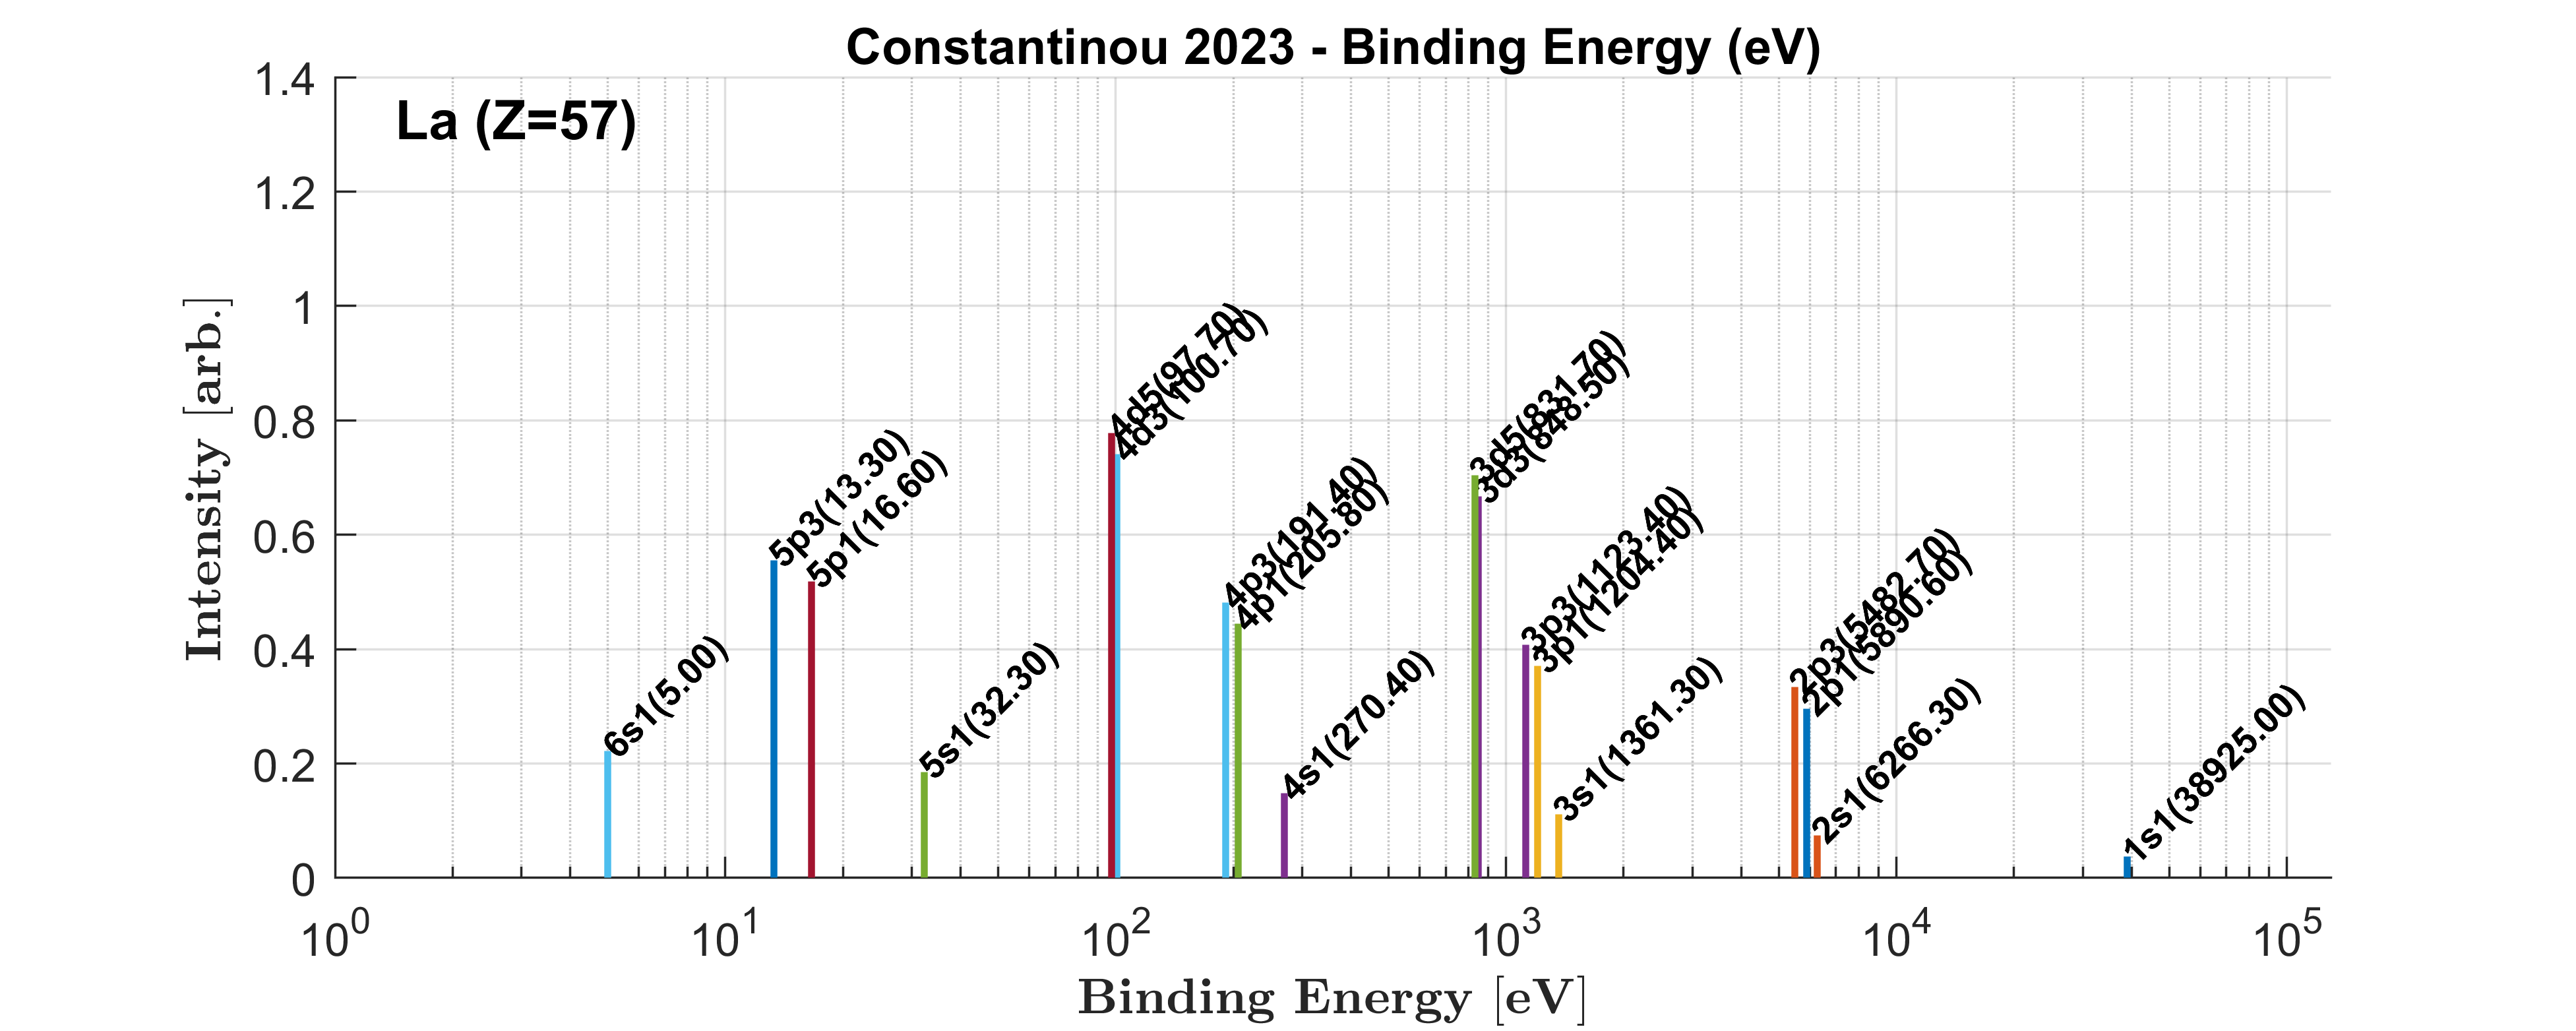 Constantinou 2023 - Binding Energy (eV)
La (Z=57)
1.4
1.2
1
0.8
0.6
0.4
0.2
0
Intensity [arb.]
6s1(5.00)
5p3(13.30)
5p1(16.60)
5s1(32.30)
4d5(97.70)
4d3(100.70)
4p3(191.40)
4p1(205.80)
4s1(270.40)
3d5(831.70)
3d3(848.50)
3p3(1123.40)
3p1(1204.40)
3s1(1361.30)
2p3(5482.70)
2p1(5890.60)
2s1(6266.30)
1s1(38925.00)
10^0 10^1 10^2 10^3 10^4 10^5
Binding Energy [eV]